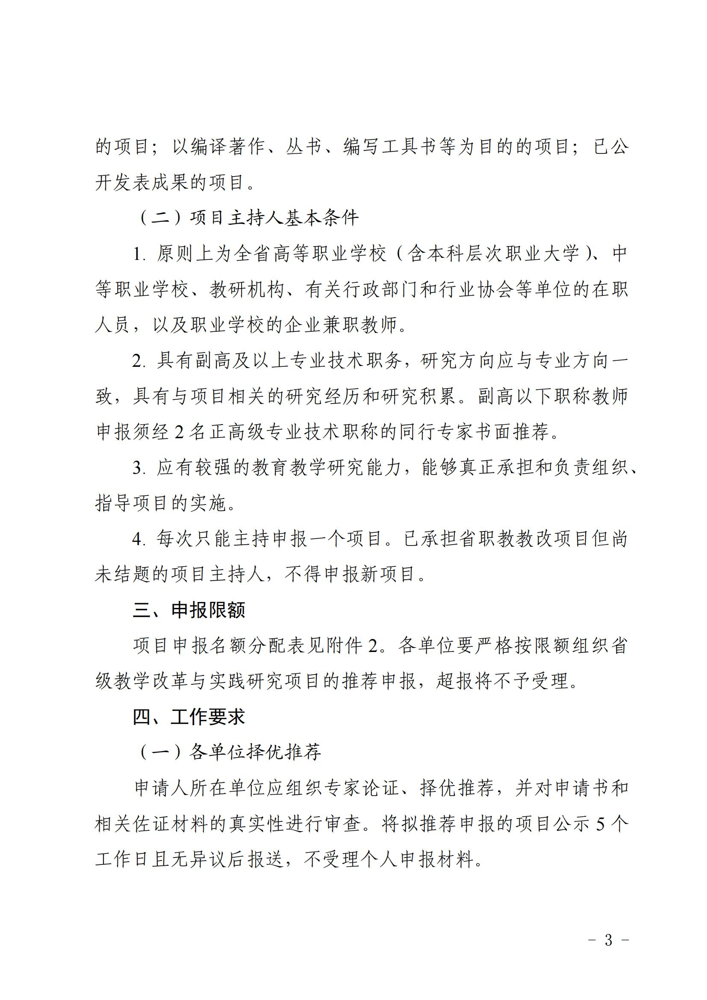 的项目；以编译著作、丛书、编写工具书等为目的的项目；已公
开发表成果的项目。
（二）项目主持人基本条件
1. 原则上为全省高等职业学校（含本科层次职业大学)、中
等职业学校、教研机构、有关行政部门和行业协会等单位的在职
人员，以及职业学校的企业兼职教师。
2. 具有副高及以上专业技术职务，研究方向应与专业方向一
致，具有与项目相关的研究经历和研究积累。副高以下职称教师
申报须经 2 名正高级专业技术职称的同行专家书面推荐。
3. 应有较强的教育教学研究能力，能够真正承担和负责组织、
指导项目的实施。
4. 每次只能主持申报一个项目。已承担省职教教改项目但尚
未结题的项目主持人，不得申报新项目。
三、申报限额
项目申报名额分配表见附件 2。各单位要严格按限额组织省
级教学改革与实践研究项目的推荐申报，超报将不予受理。
四、工作要求
（一）各单位择优推荐
申请人所在单位应组织专家论证、择优推荐，并对申请书和
相关佐证材料的真实性进行审查。将拟推荐申报的项目公示 5 个
工作日且无异议后报送，不受理个人申报材料。
－ 3 －